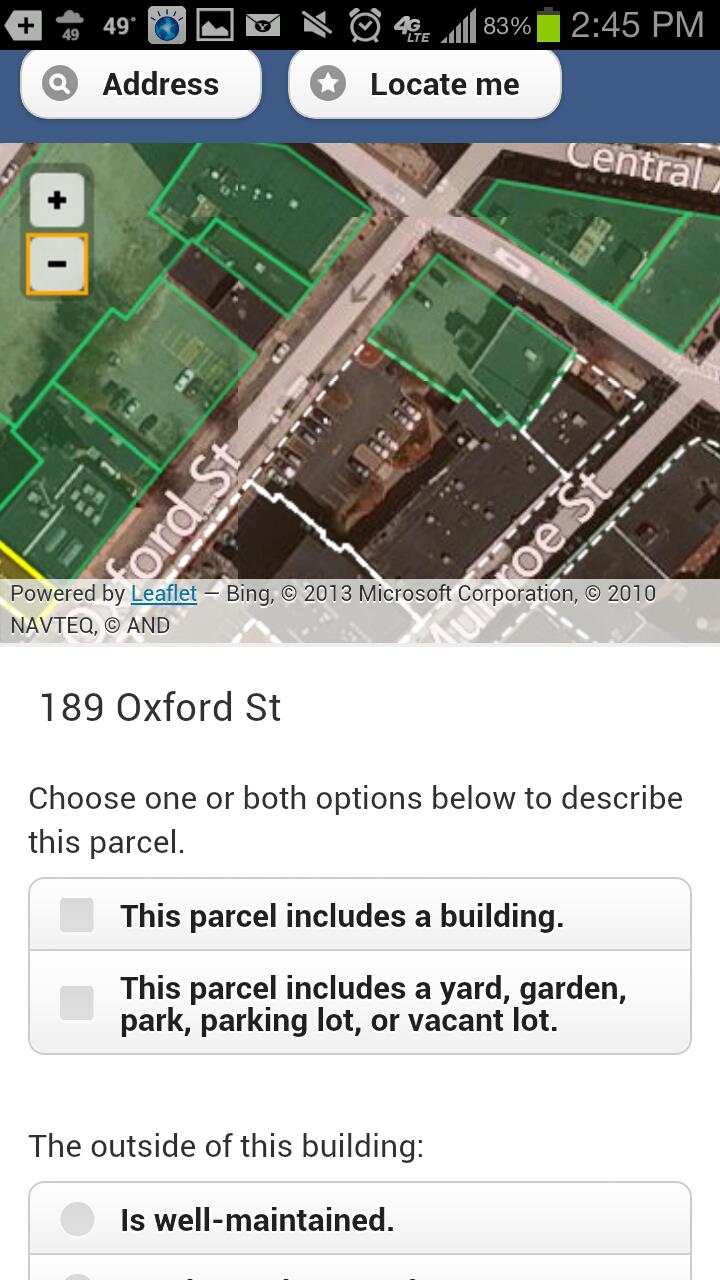 49
49°
4G
LTE
83%
2:45 PM
Address
Locate me
Central
+
−
Oxford St
Munroe St
Powered by Leaflet — Bing, © 2013 Microsoft Corporation, © 2010
NAVTEQ, © AND
189 Oxford St
Choose one or both options below to describe
this parcel.
This parcel includes a building.
This parcel includes a yard, garden,
park, parking lot, or vacant lot.
The outside of this building:
Is well-maintained.